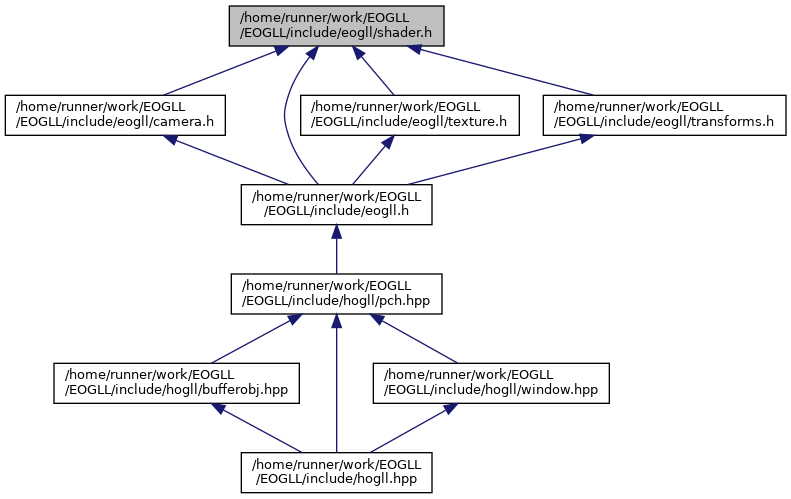 /home/runner/work/EOGLL
/EOGLL/include/eogll/shader.h
/home/runner/work/EOGLL
/EOGLL/include/eogll/camera.h
/home/runner/work/EOGLL
/EOGLL/include/eogll/texture.h
/home/runner/work/EOGLL
/EOGLL/include/eogll/transforms.h
/home/runner/work/EOGLL
/EOGLL/include/eogll.h
/home/runner/work/EOGLL
/EOGLL/include/hogll/pch.hpp
/home/runner/work/EOGLL
/EOGLL/include/hogll/bufferobj.hpp
/home/runner/work/EOGLL
/EOGLL/include/hogll/window.hpp
/home/runner/work/EOGLL
/EOGLL/include/hogll.hpp